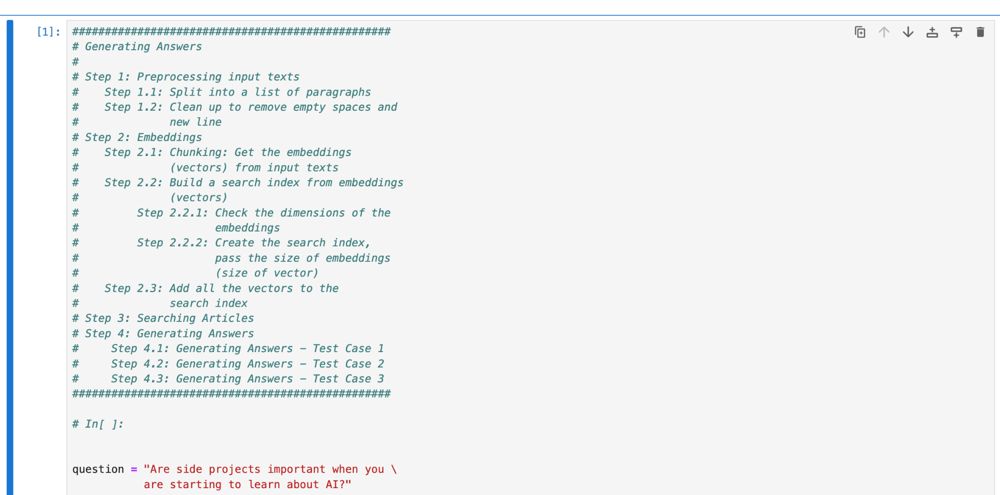 [1]:
#################################################
# Generating Answers
#
# Step 1: Preprocessing input texts
#    Step 1.1: Split into a list of paragraphs
#    Step 1.2: Clean up to remove empty spaces and
#              new line
# Step 2: Embeddings
#    Step 2.1: Chunking: Get the embeddings
#              (vectors) from input texts
#    Step 2.2: Build a search index from embeddings
#              (vectors)
#         Step 2.2.1: Check the dimensions of the
#                     embeddings
#         Step 2.2.2: Create the search index,
#                     pass the size of embeddings
#                     (size of vector)
#    Step 2.3: Add all the vectors to the
#              search index
# Step 3: Searching Articles
# Step 4: Generating Answers
#     Step 4.1: Generating Answers – Test Case 1
#     Step 4.2: Generating Answers – Test Case 2
#     Step 4.3: Generating Answers – Test Case 3
#################################################
# In[ ]:
question = "Are side projects important when you \
           are starting to learn about AI?"